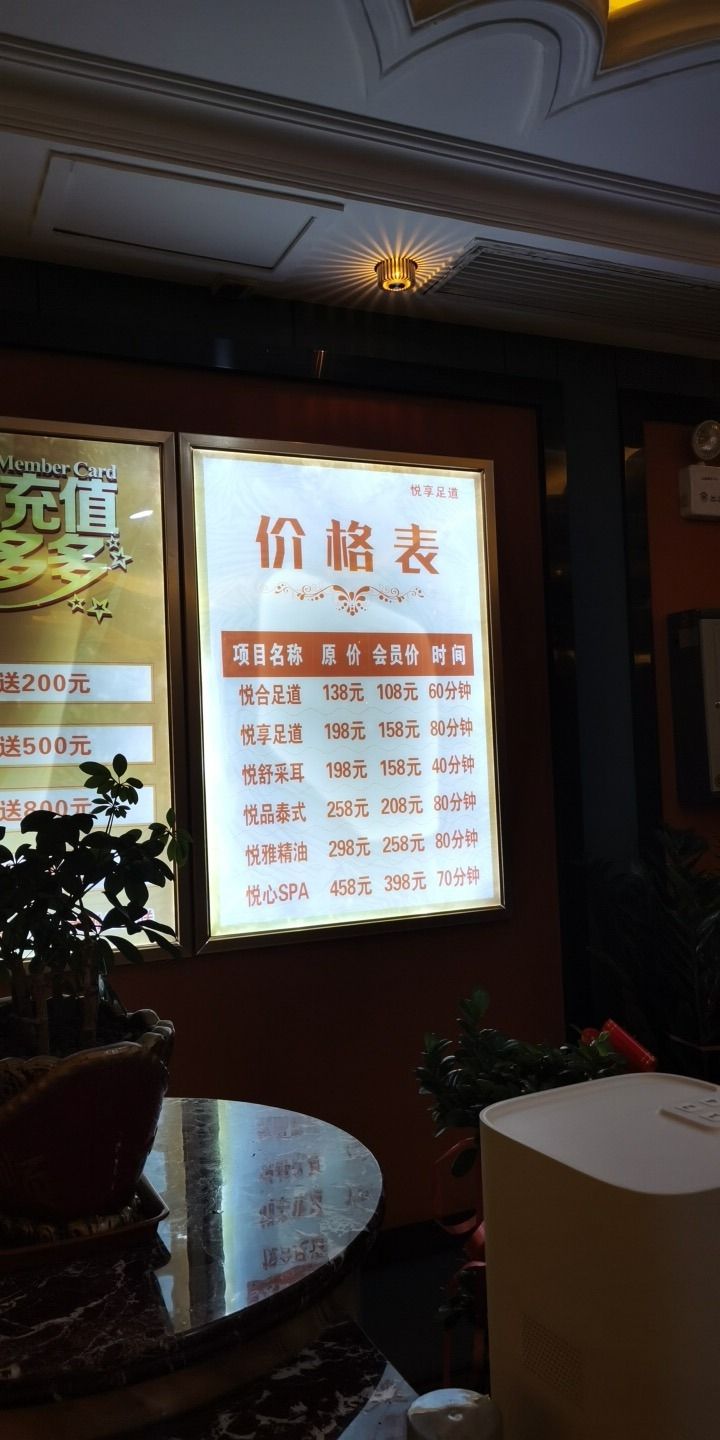 Member Card
充值
多多
送200元
送500元
送800元
悦享足道
价格表
项目名称 原价 会员价 时间
悦合足道 138元 108元 60分钟
悦享足道 198元 158元 80分钟
悦舒采耳 198元 158元 40分钟
悦品泰式 258元 208元 80分钟
悦雅精油 298元 258元 80分钟
悦心SPA 458元 398元 70分钟